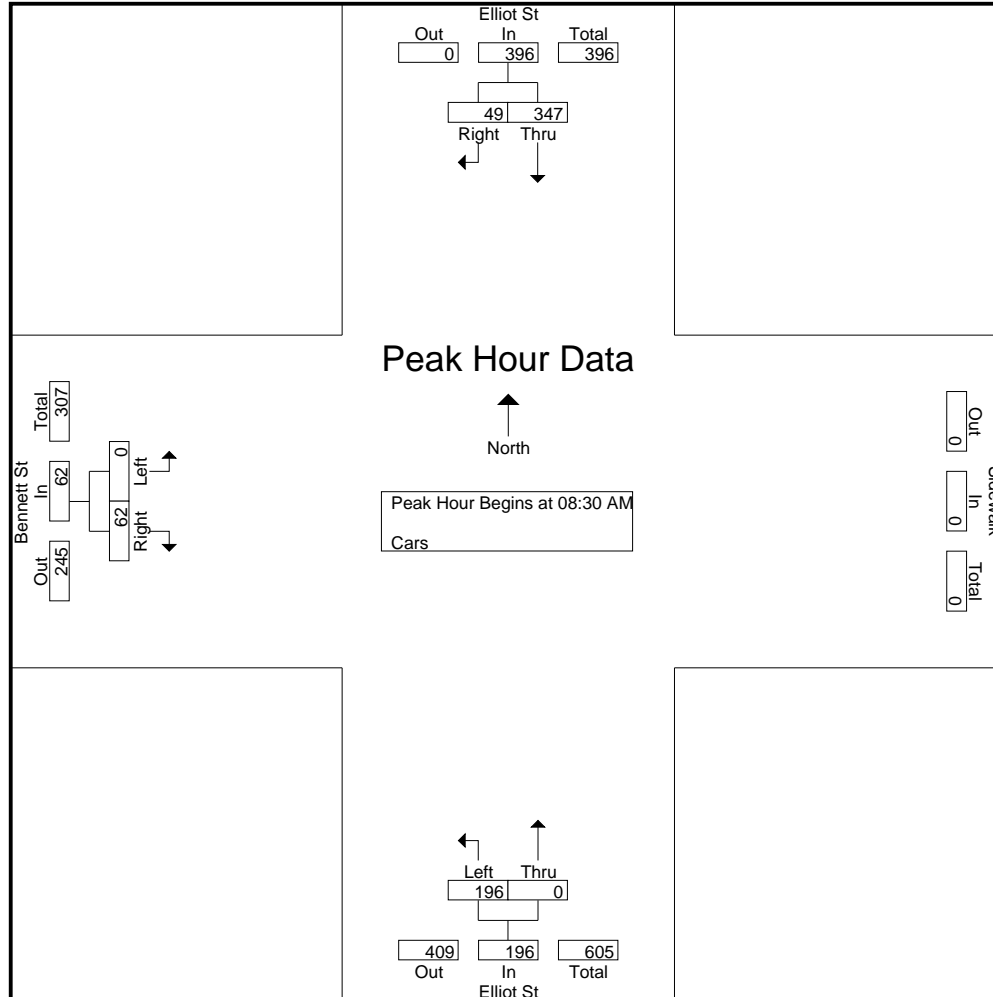 Elliot St
Out In Total
0 396 396
49 347
Right Thru
Peak Hour Data
North
Peak Hour Begins at 08:30 AM
Cars
Bennett St
Total In Out
307 62 245
0 62
Left Right
Out In Total
0 0 0
Left Thru
196 0
409 196 605
Out In Total
Elliot St